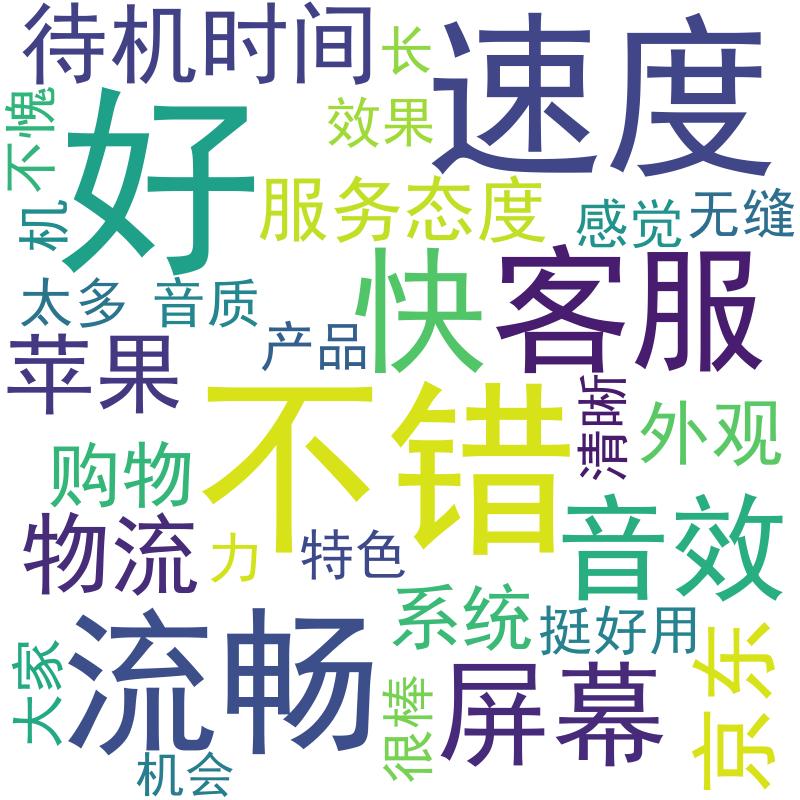 待机时间
长
速度
不愧
好
效果
机
服务态度
感觉
无缝
太多
音质
快
客服
产品
苹果
不错
清晰
外观
购物
音效
物流
力
特色
系统
挺好用
流畅
大家
屏幕
很棒
京东
机会